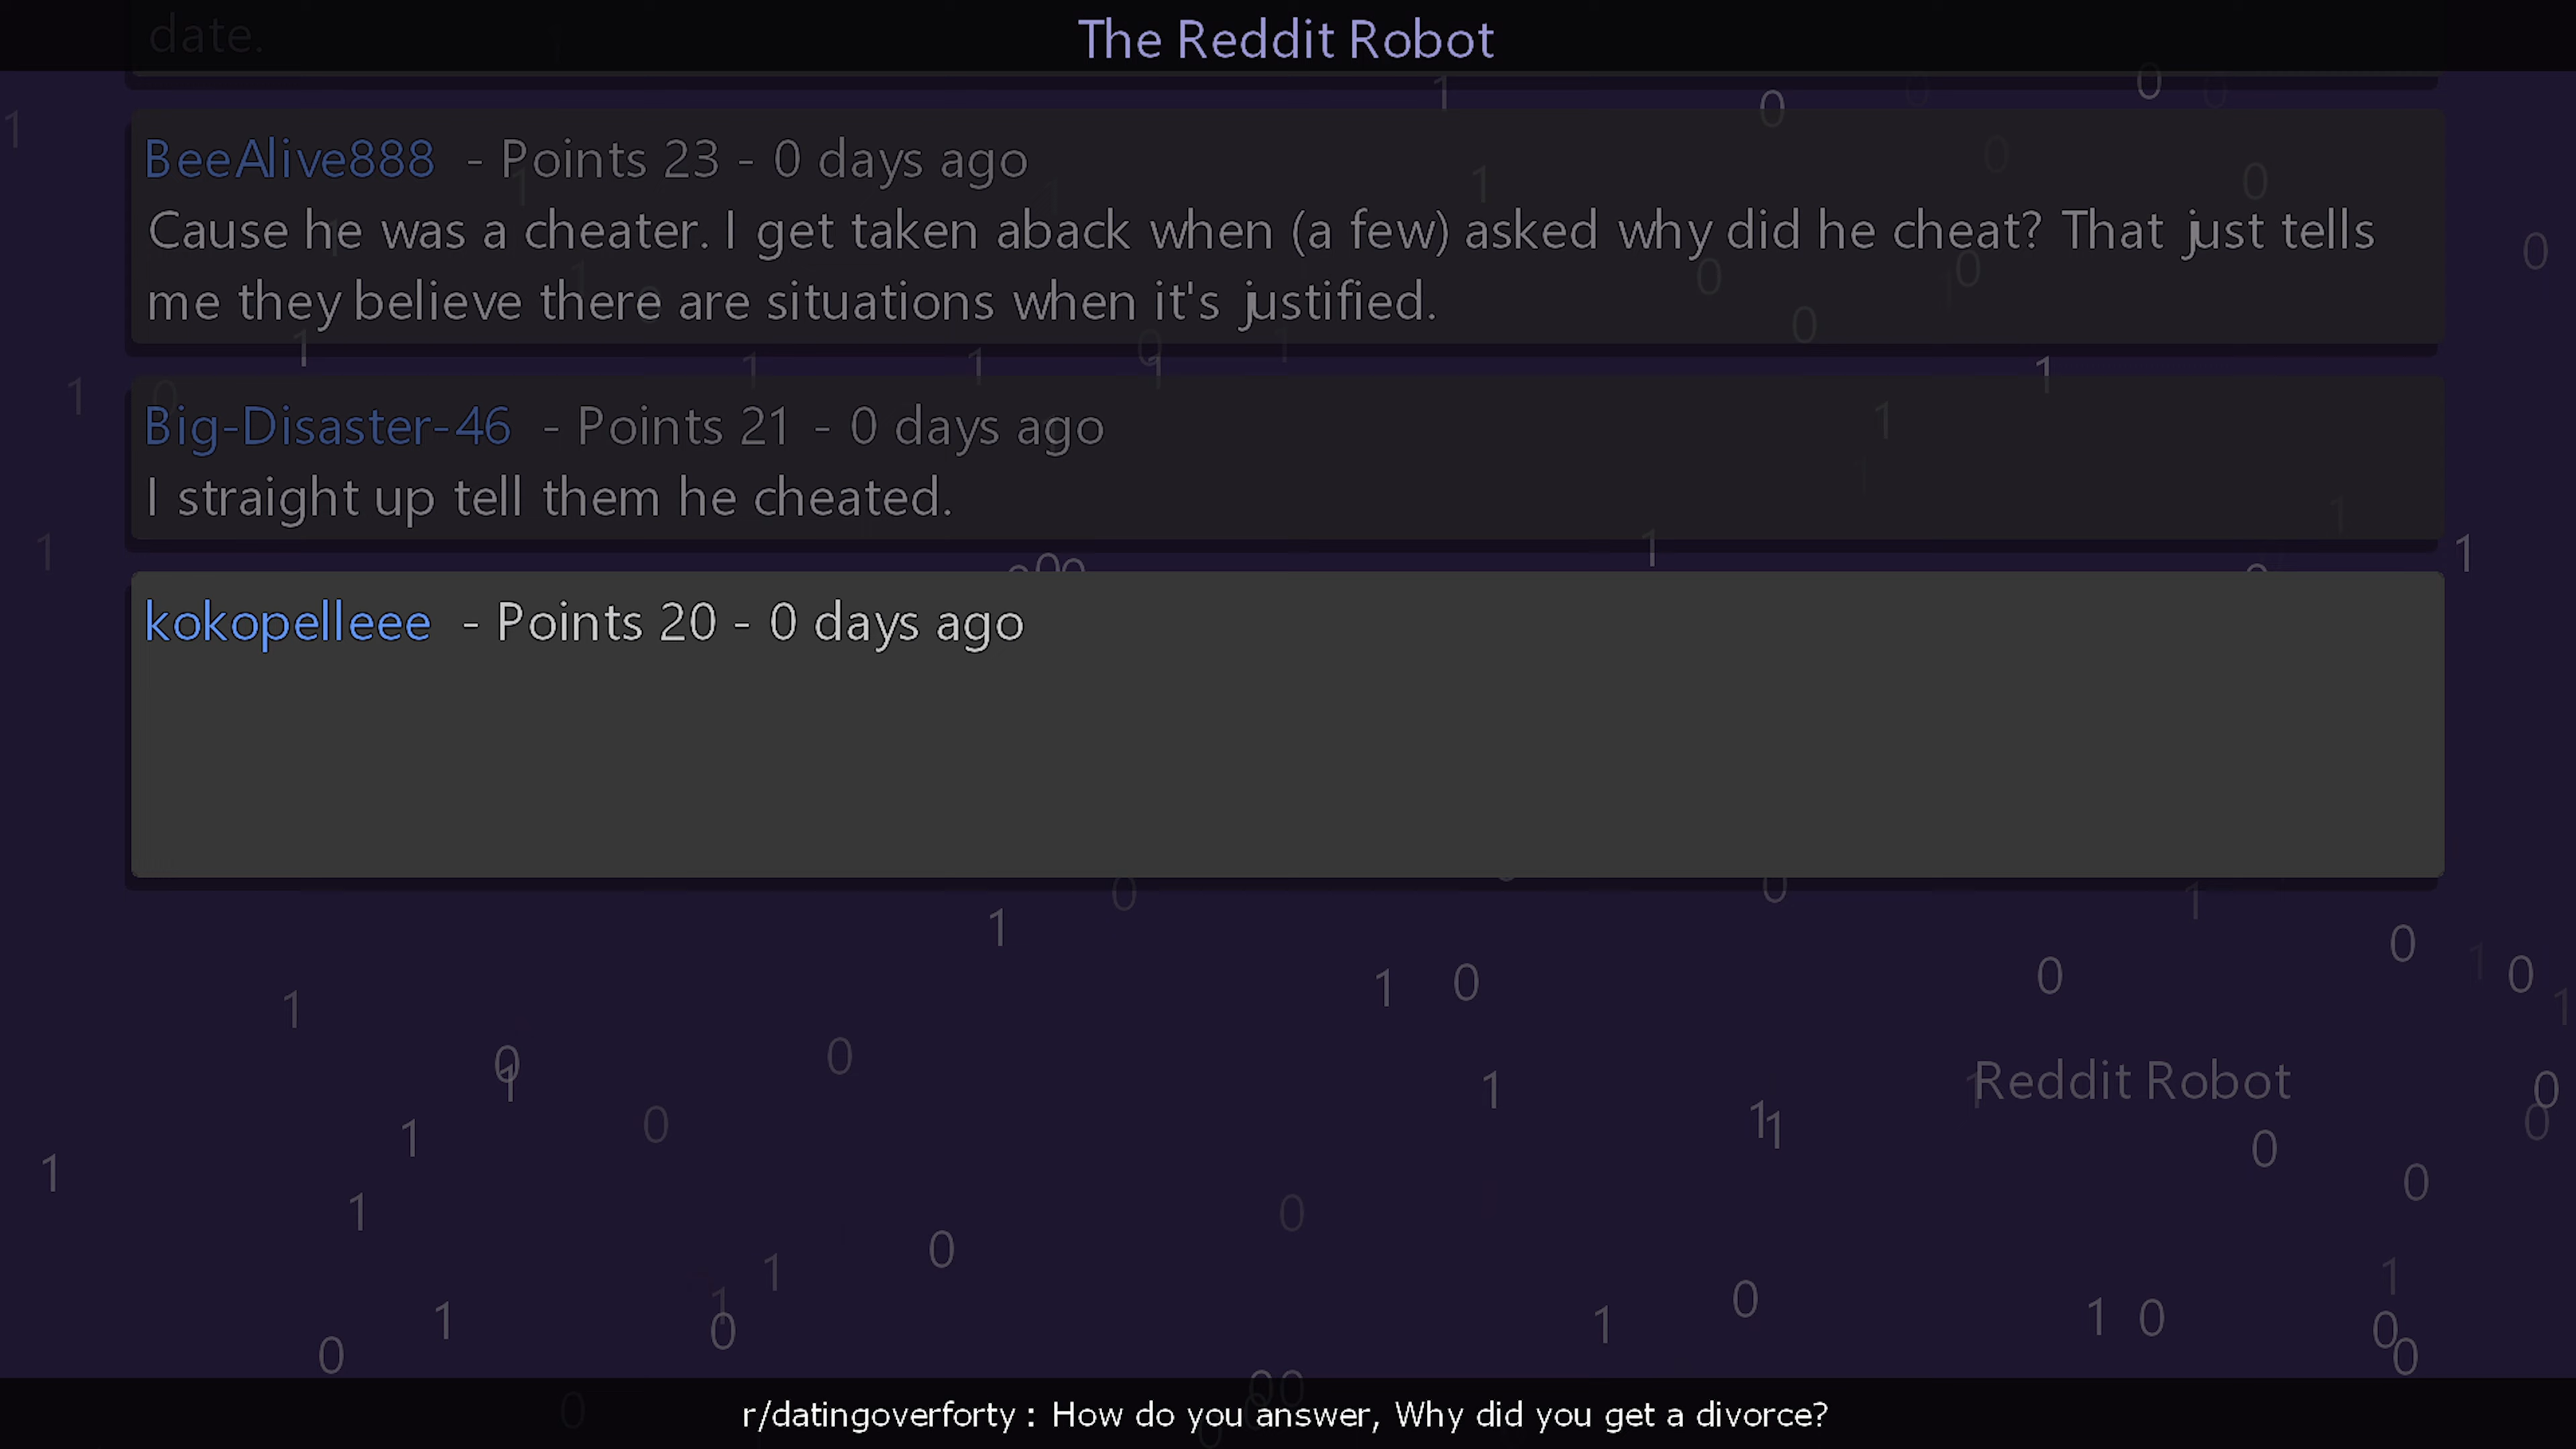 date.
The Reddit Robot
BeeAlive888 - Points 23 - 0 days ago
Cause he was a cheater. I get taken aback when (a few) asked why did he cheat? That just tells
me they believe there are situations when it's justified.
Big-Disaster-46 - Points 21 - 0 days ago
I straight up tell them he cheated.
kokopelleee - Points 20 - 0 days ago
Reddit Robot
r/datingoverforty : How do you answer, Why did you get a divorce?